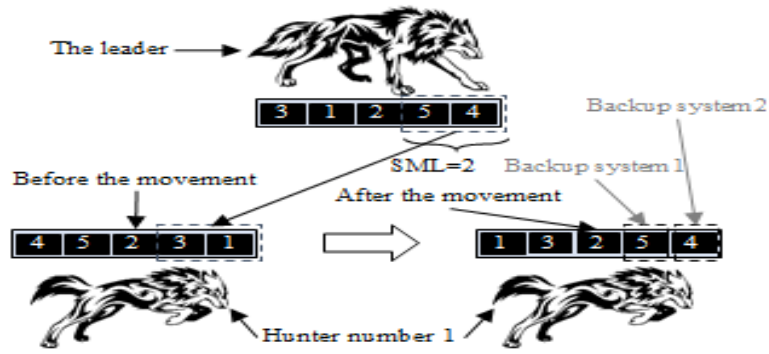 The leader
3 1 2 5 4
Backup system 2
SML=2
Backup system 1
Before the movement
After the movement
4 5 2 3 1
1 3 2 5 4
Hunter number 1